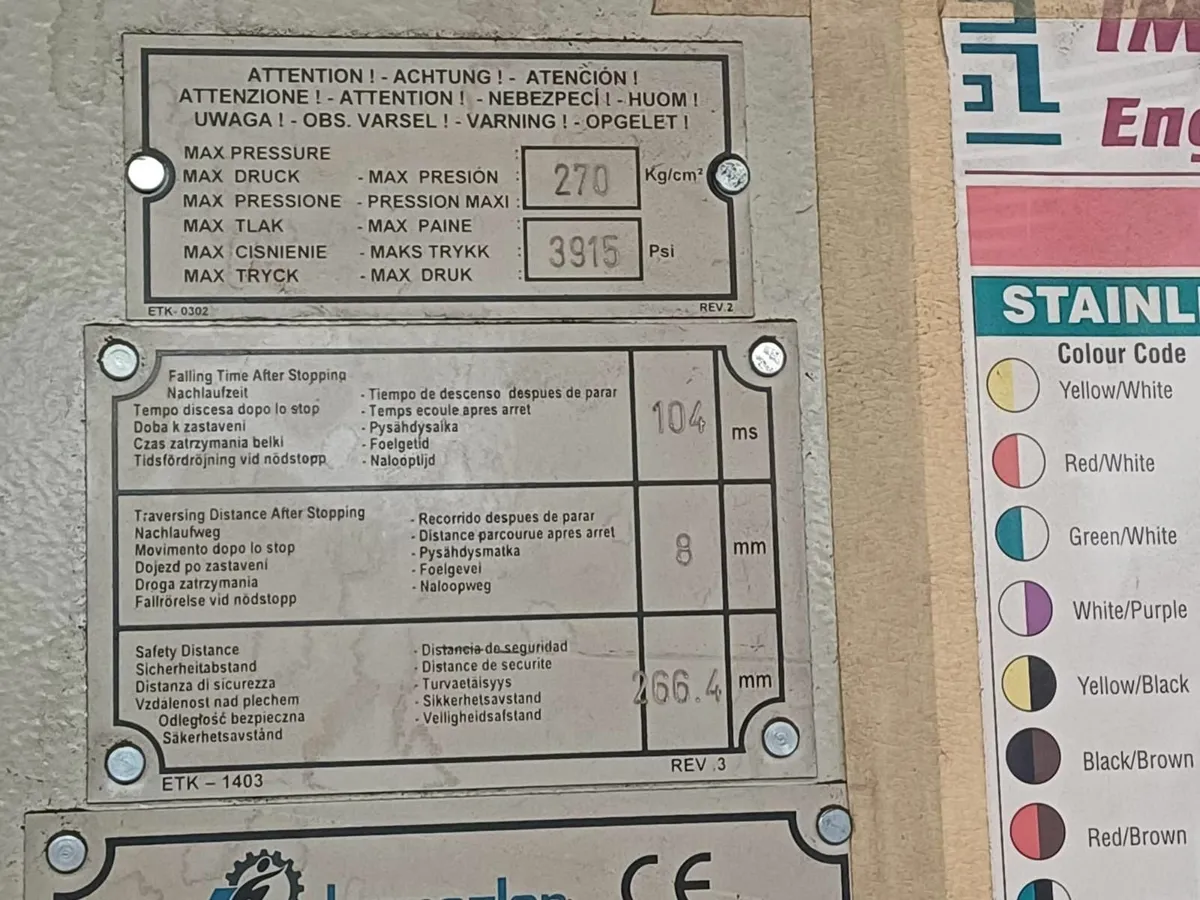 ATTENTION ! - ACHTUNG ! - ATENCIÓN !
ATTENZIONE ! - ATTENTION ! - NEBEZPECÍ ! - HUOM !
UWAGA ! - OBS. VARSEL ! - VARNING ! - OPGELET !
MAX PRESSURE :
MAX DRUCK - MAX PRESIÓN : 270 Kg/cm²
MAX PRESSIONE - PRESSION MAXI :
MAX TLAK - MAX PAINE :
MAX CISNIENIE - MAKS TRYKK : 3915 Psi
MAX TRYCK - MAX DRUK :
ETK- 0302 REV.2
Falling Time After Stopping
Nachlaufzeit - Tiempo de descenso despues de parar
Tempo discesa dopo lo stop - Temps ecoule apres arret
Doba k zastaveni - Pysähdysaika
Czas zatrzymania belki - Foelgetid
Tidsfördröjning vid nödstopp - Nalooptijd
104 ms
Traversing Distance After Stopping
Nachlaufweg - Recorrido despues de parar
Movimento dopo lo stop - Distance parcourue apres arret
Dojezd po zastaveni - Pysähdysmatka
Droga zatrzymania - Foelgevei
Fallrörelse vid nödstopp - Naloopweg
8 mm
Safety Distance - Distancia de seguridad
Sicherheitabstand - Distance de securite
Distanza di sicurezza - Turvaetäisyys
Vzdálenost nad plechem - Sikkerhetsavstand
Odległość bezpieczna - Veiligheidsafstand
Säkerhetsavstånd
266.4 mm
ETK – 1403 REV .3
CE
IM
Eng
STAINL
Colour Code
Yellow/White
Red/White
Green/White
White/Purple
Yellow/Black
Black/Brown
Red/Brown